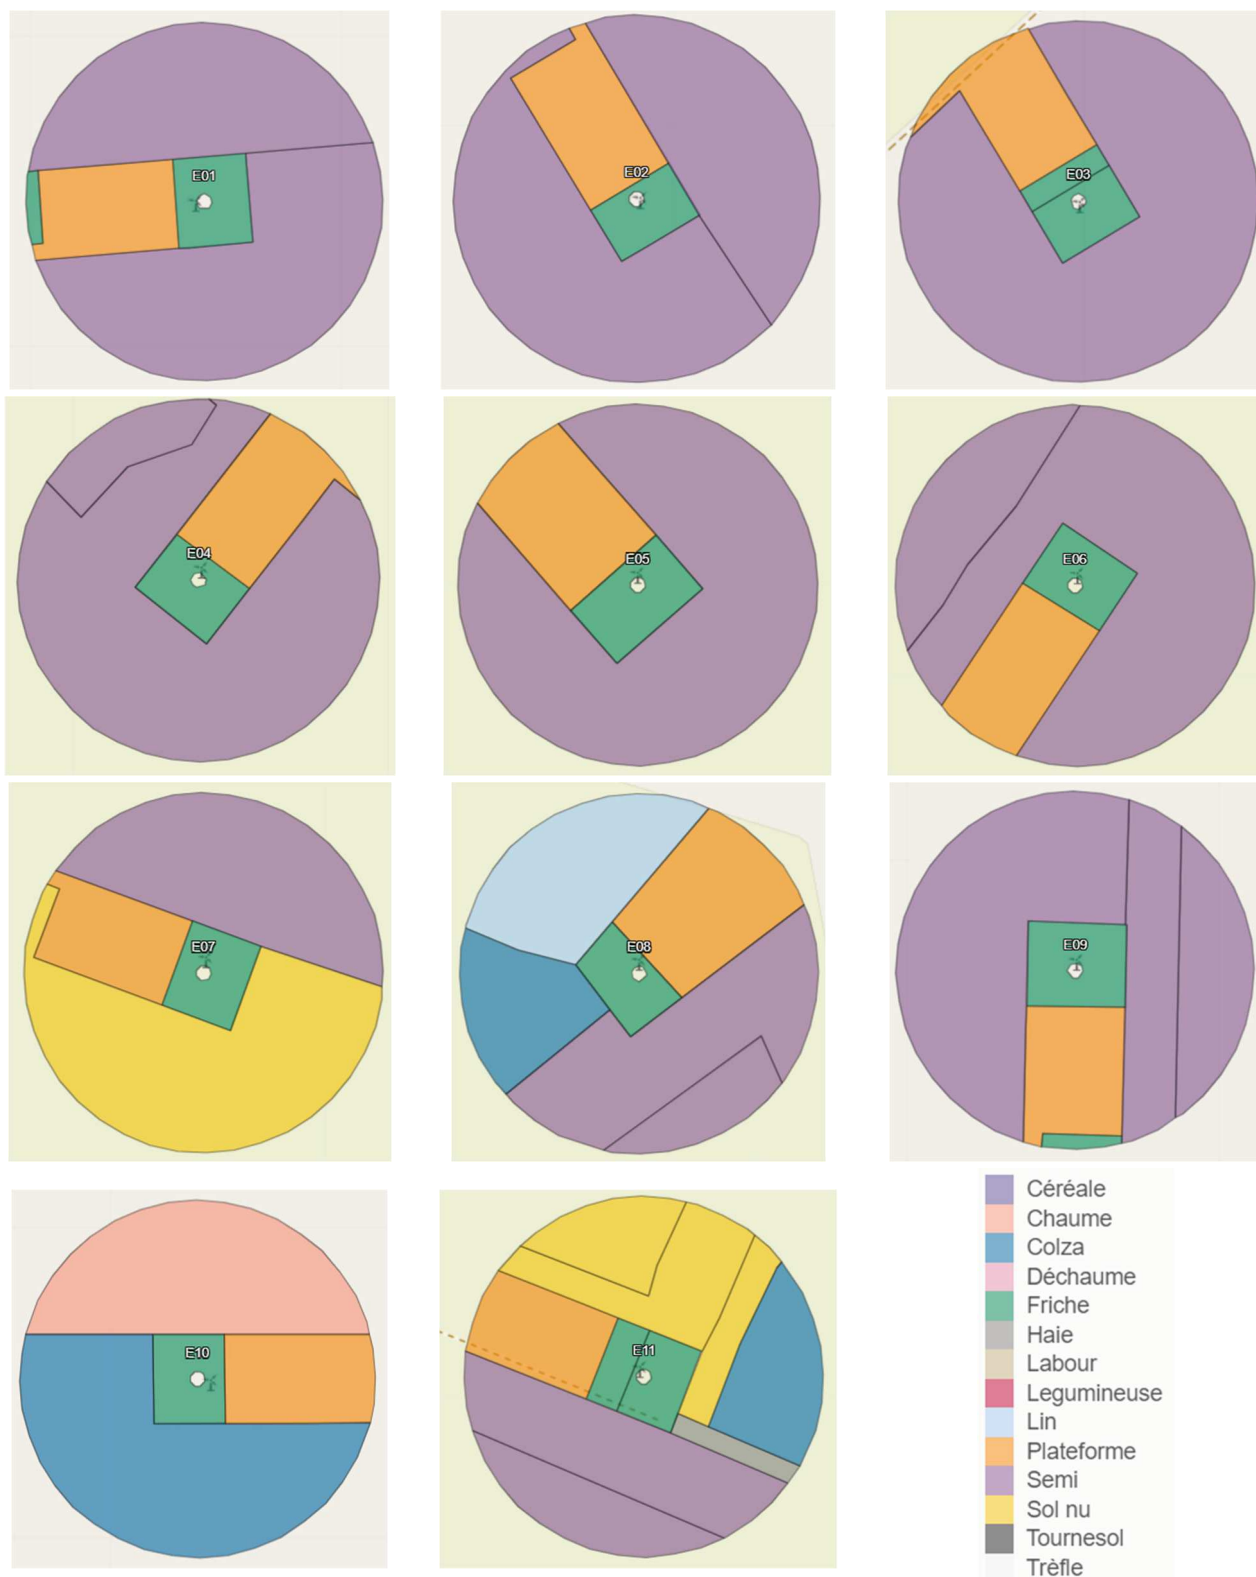 E01
E02
E03
E04
E05
E06
E07
E08
E09
E10
E11
Céréale
Chaume
Colza
Déchaume
Friche
Haie
Labour
Legumineuse
Lin
Plateforme
Semi
Sol nu
Tournesol
Trèfle